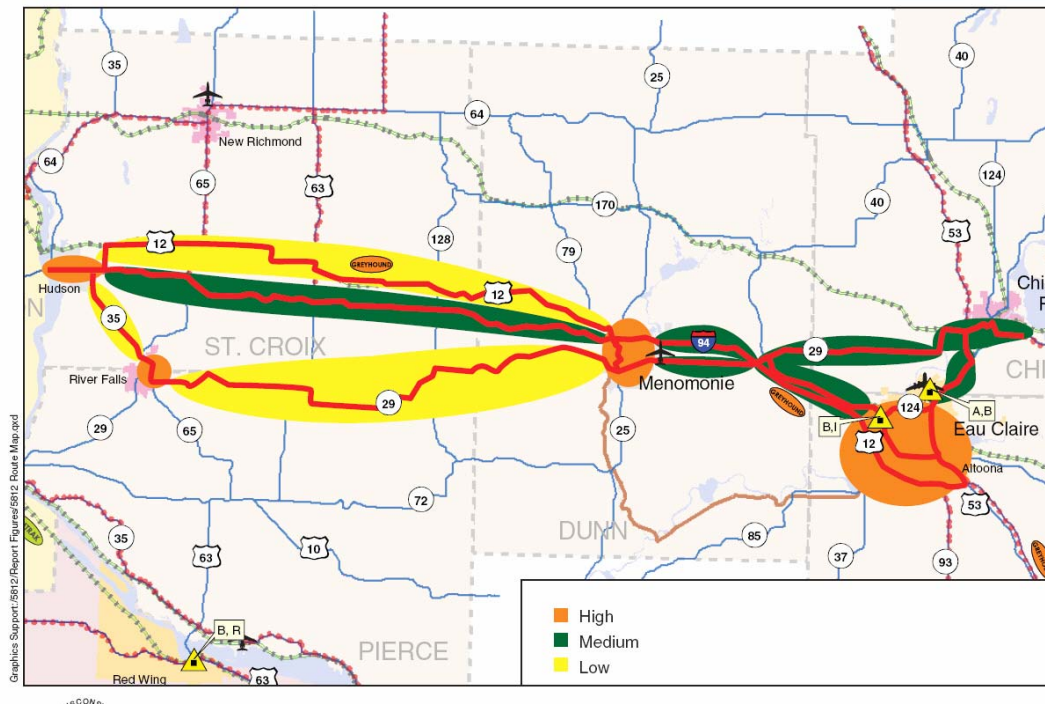 35
40
25
64
New Richmond
64
65
63
124
170
40
53
128
79
12
GREYHOUND
12
Hudson
35
ST. CROIX
94
29
River Falls
Menomonie
29
GREYHOUND
124
A,B
B,I
12
Eau Claire
Altoona
29
65
25
72
53
35
10
DUNN
85
63
37
93
B, R
PIERCE
Red Wing
63
High
Medium
Low
Graphics Support:/5812/Report Figures/5812 Route Map.qxd